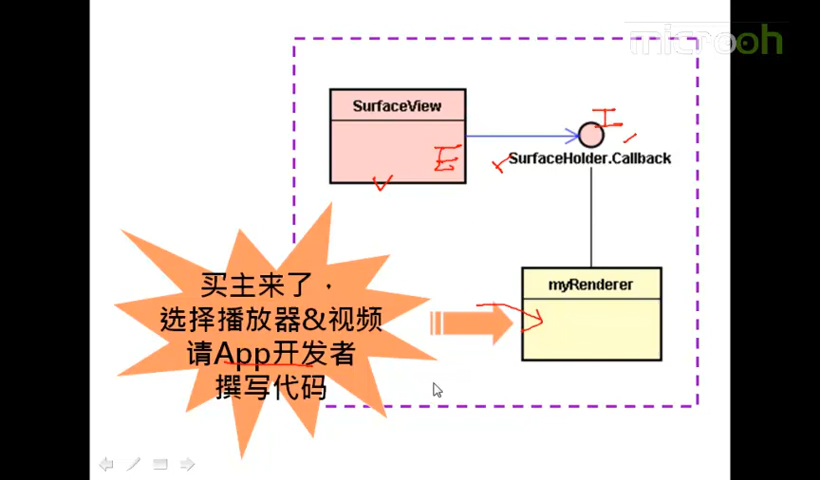 microoh
SurfaceView
I
E
SurfaceHolder.Callback
买主来了，
选择播放器&视频
请App开发者
撰写代码
myRenderer